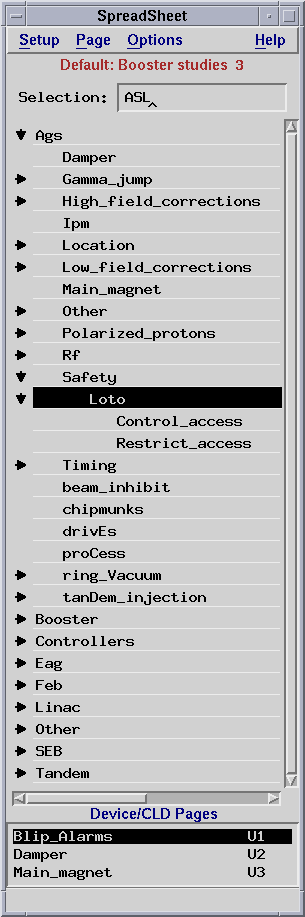 SpreadSheet
Setup Page Options Help
Default: Booster studies 3
Selection: ASL
Ags
Damper
Gamma_jump
High_field_corrections
Ipm
Location
Low_field_corrections
Main_magnet
Other
Polarized_protons
Rf
Safety
Loto
Control_access
Restrict_access
Timing
beam_inhibit
chipmunks
drivEs
proCess
ring_Vacuum
tanDem_injection
Booster
Controllers
Eag
Feb
Linac
Other
SEB
Tandem
Device/CLD Pages
Blip_Alarms U1
Damper U2
Main_magnet U3